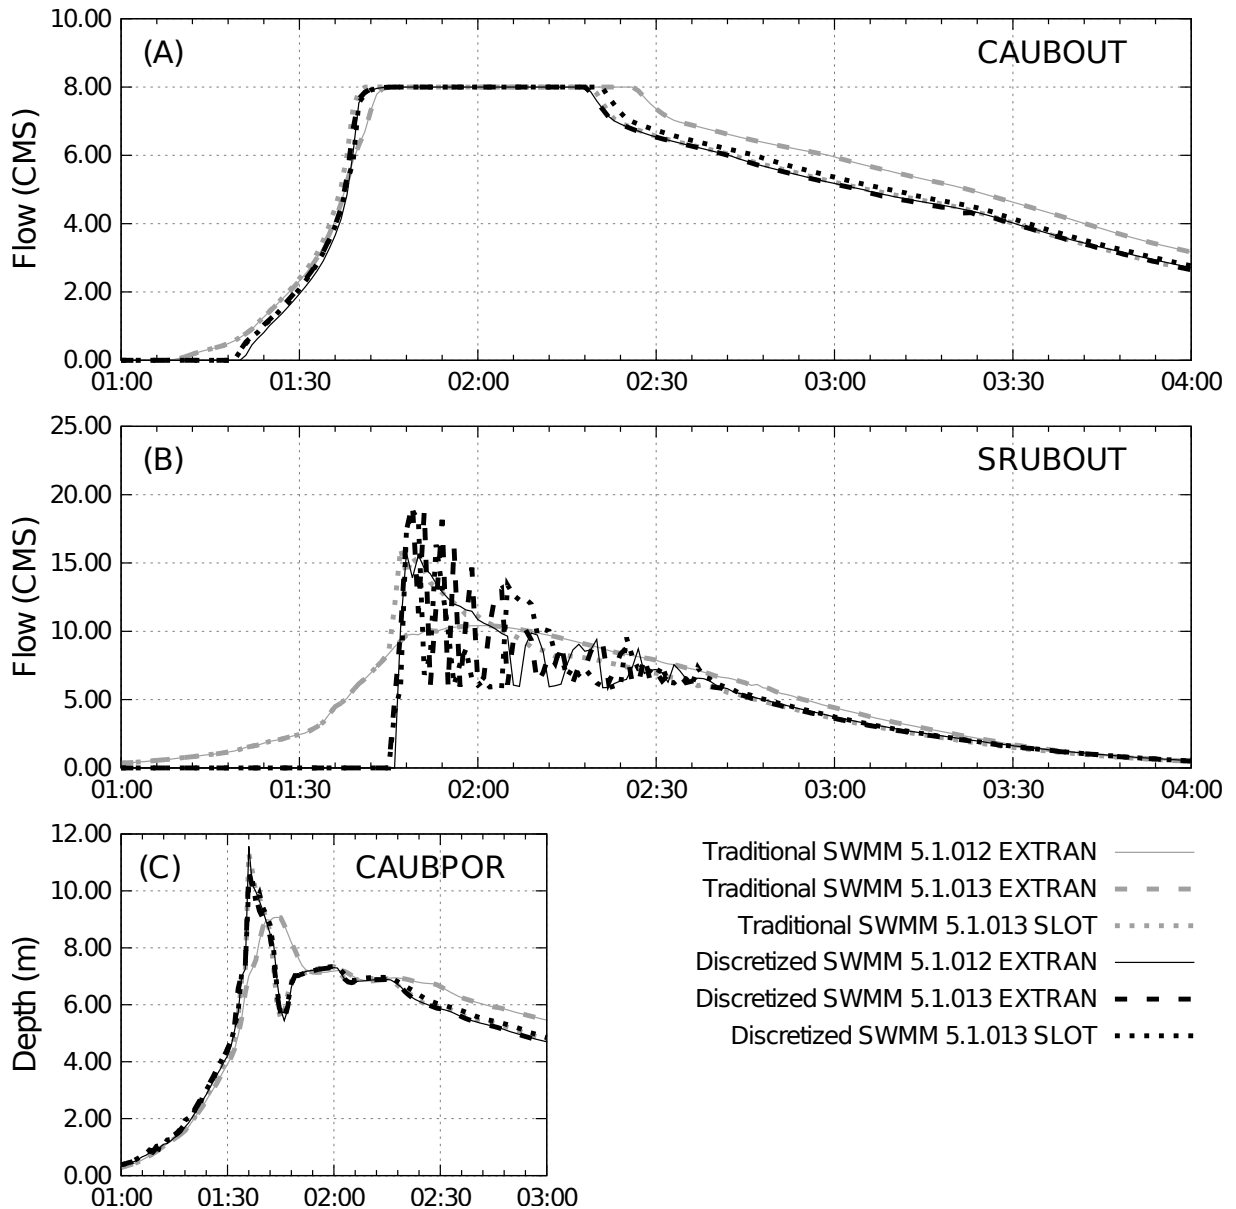 10.00
(A)
CAUBOUT
8.00
6.00
Flow (CMS)
4.00
2.00
0.00
01:00 01:30 02:00 02:30 03:00 03:30 04:00
25.00
(B)
SRUBOUT
20.00
15.00
Flow (CMS)
10.00
5.00
0.00
01:00 01:30 02:00 02:30 03:00 03:30 04:00
12.00
(C)
CAUBPOR
10.00
8.00
Depth (m)
6.00
4.00
2.00
0.00
01:00 01:30 02:00 02:30 03:00
Traditional SWMM 5.1.012 EXTRAN
Traditional SWMM 5.1.013 EXTRAN
Traditional SWMM 5.1.013 SLOT
Discretized SWMM 5.1.012 EXTRAN
Discretized SWMM 5.1.013 EXTRAN
Discretized SWMM 5.1.013 SLOT